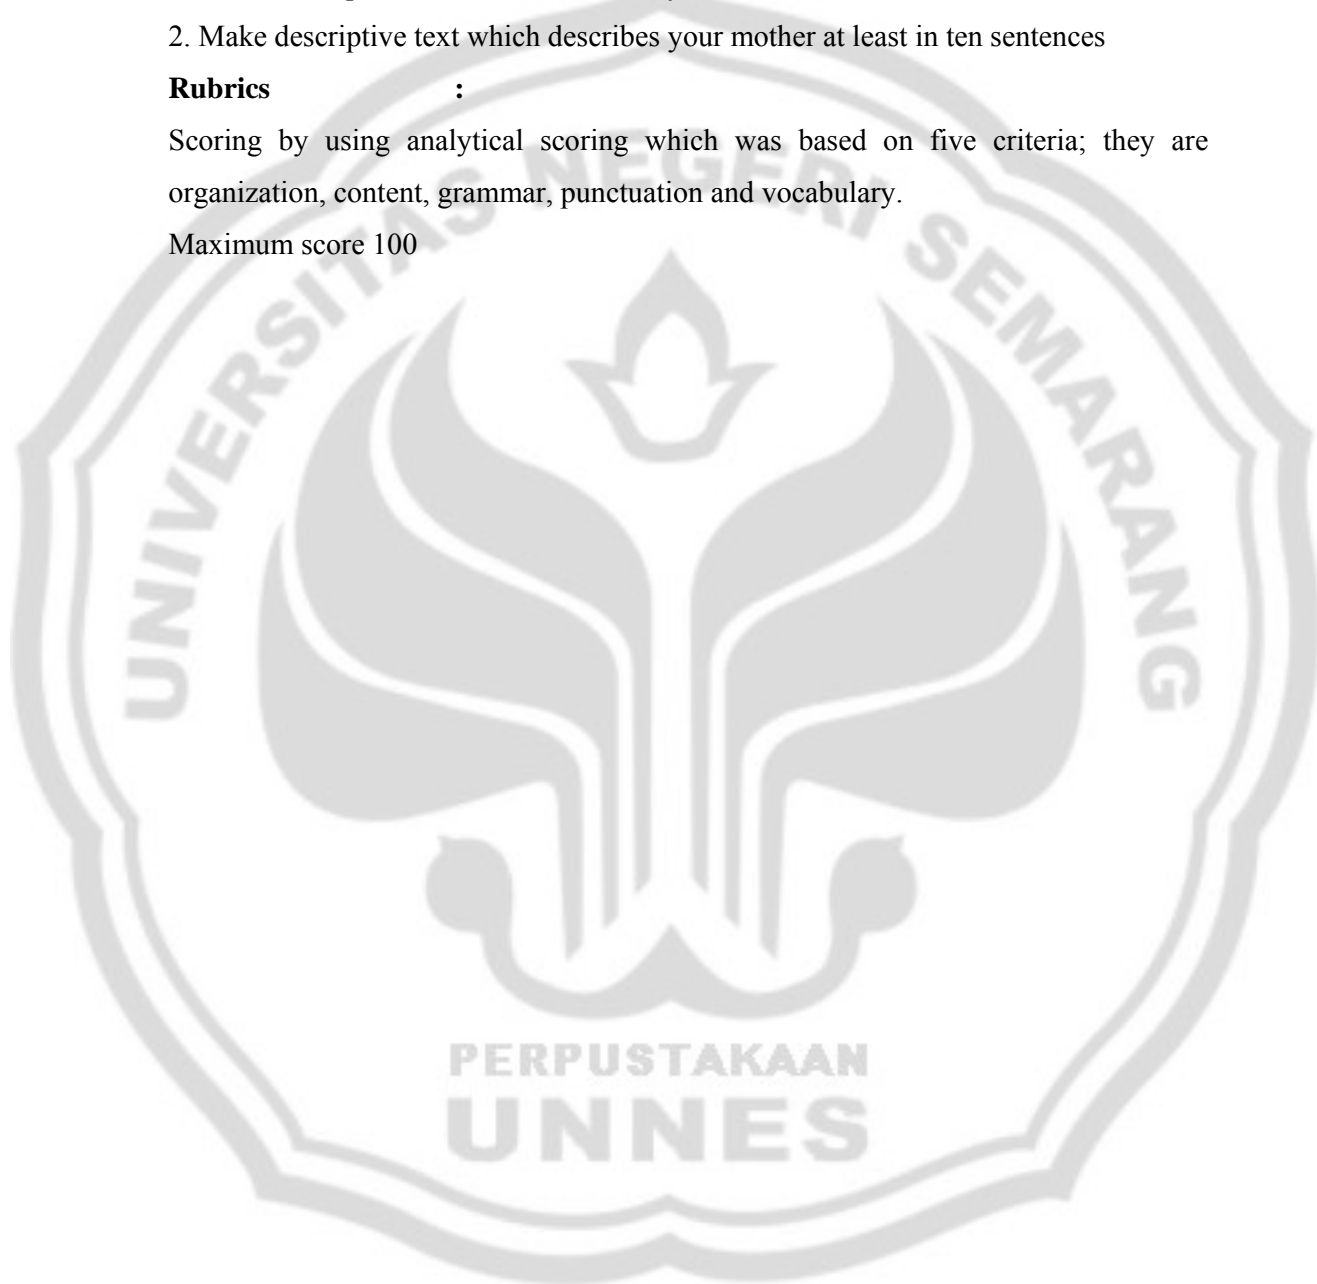 2. Make descriptive text which describes your mother at least in ten sentences
Rubrics :
Scoring by using analytical scoring which was based on five criteria; they are
organization, content, grammar, punctuation and vocabulary.
Maximum score 100
UNIVERSITAS NEGERI SEMARANG
PERPUSTAKAAN
UNNES